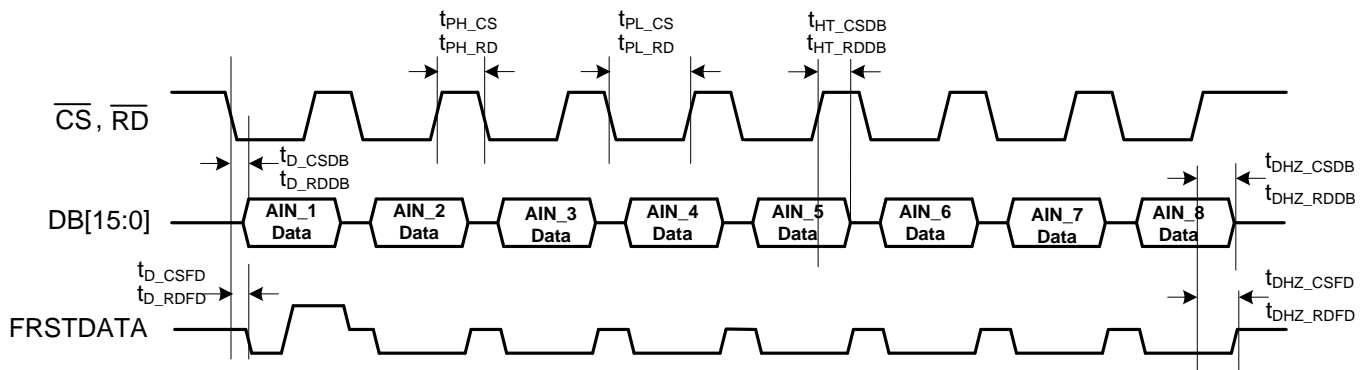 tPH_CS
tPH_RD
tPL_CS
tPL_RD
tHT_CSDB
tHT_RDDB
CS, RD
tD_CSDB
tD_RDDB
tDHZ_CSDB
tDHZ_RDDB
DB[15:0]
AIN_1 Data
AIN_2 Data
AIN_3 Data
AIN_4 Data
AIN_5 Data
AIN_6 Data
AIN_7 Data
AIN_8 Data
tD_CSFD
tD_RDFD
tDHZ_CSFD
tDHZ_RDFD
FRSTDATA